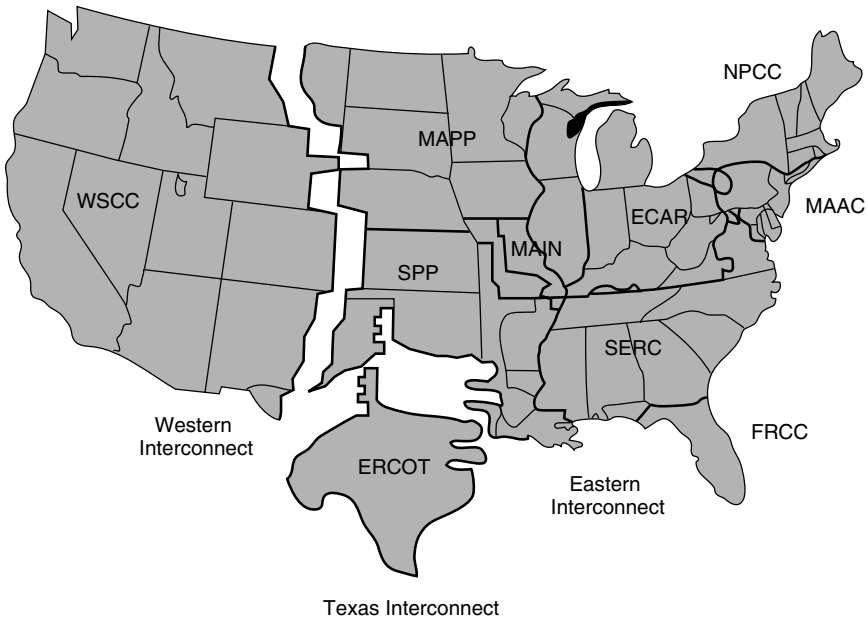 NPCC
MAPP
WSCC
MAAC
ECAR
MAIN
SPP
SERC
Western
Interconnect
FRCC
ERCOT
Eastern
Interconnect
Texas Interconnect